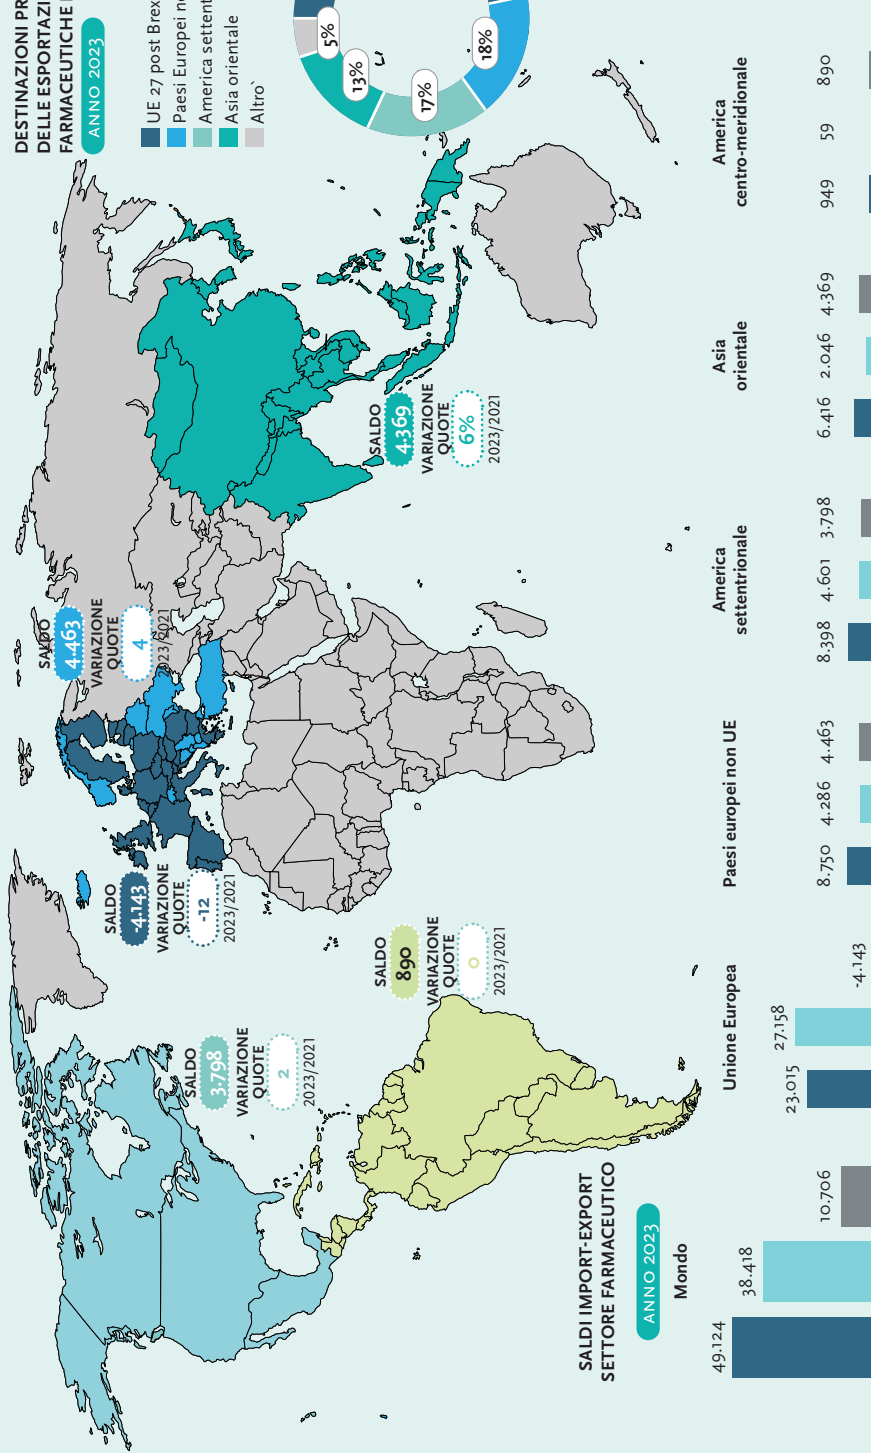 DESTINAZIONI PR
DELLE ESPORTAZI
FARMACEUTICHE
ANNO 2023
UE 27 post Brex
Paesi Europei n
America settent
Asia orientale
Altro`
5%
13%
17%
18%
SALDO
4.463
VARIAZIONE
QUOTE
4
2023/2021
SALDO
-4.143
VARIAZIONE
QUOTE
-12
2023/2021
SALDO
3.798
VARIAZIONE
QUOTE
2
2023/2021
SALDO
4.369
VARIAZIONE
QUOTE
6%
2023/2021
SALDO
890
VARIAZIONE
QUOTE
0
2023/2021
SALDI IMPORT-EXPORT
SETTORE FARMACEUTICO
ANNO 2023
Mondo
49.124
38.418
10.706
Unione Europea
23.015
27.158
-4.143
Paesi europei non UE
8.750
4.286
4.463
America
settentrionale
8.398
4.601
3.798
Asia
orientale
6.416
2.046
4.369
America
centro-meridionale
949
59
890